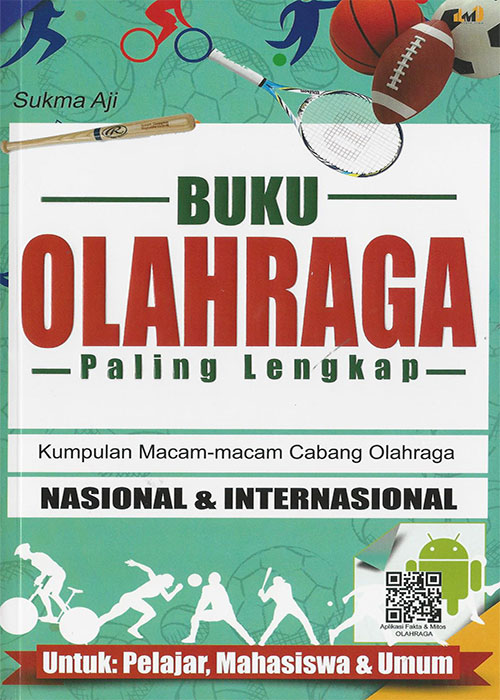 Sukma Aji
BUKU
OLAHRAGA
Paling Lengkap
Kumpulan Macam-macam Cabang Olahraga
NASIONAL & INTERNASIONAL
Aplikasi Fakta & Mitos
OLAHRAGA
Untuk: Pelajar, Mahasiswa & Umum